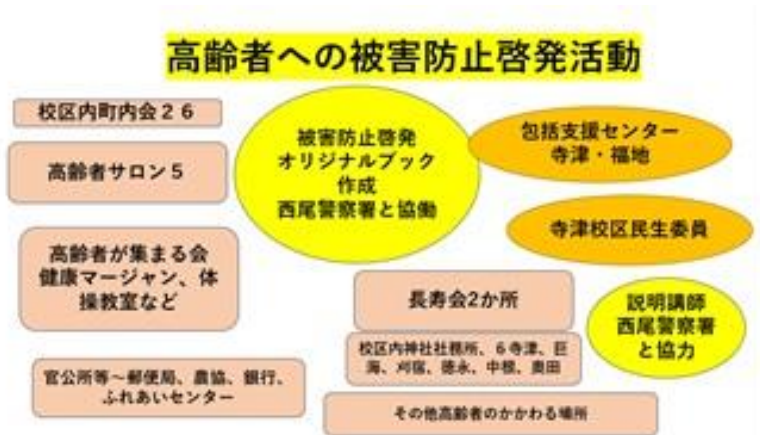 高齢者への被害防止啓発活動
校区内町内会２６
高齢者サロン５
高齢者が集まる会
健康マージャン、体
操教室など
官公所等～郵便局、農協、銀行、
ふれあいセンター
被害防止啓発
オリジナルブック
作成
西尾警察署と協働
包括支援センター
寺津・福地
寺津校区民生委員
長寿会2か所
校区内神社社務所、６寺津、巨
海、刈宿、徳永、中根、奥田
説明講師
西尾警察署
と協力
その他高齢者のかかわる場所